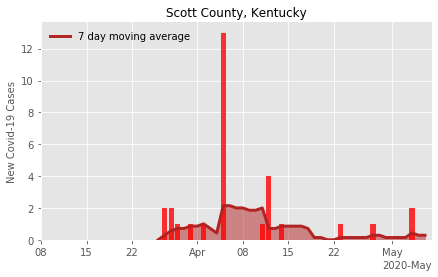 Scott County, Kentucky
7 day moving average
New Covid-19 Cases
12
10
8
6
4
2
0
08 15 22 Apr 08 15 22 May
2020-May